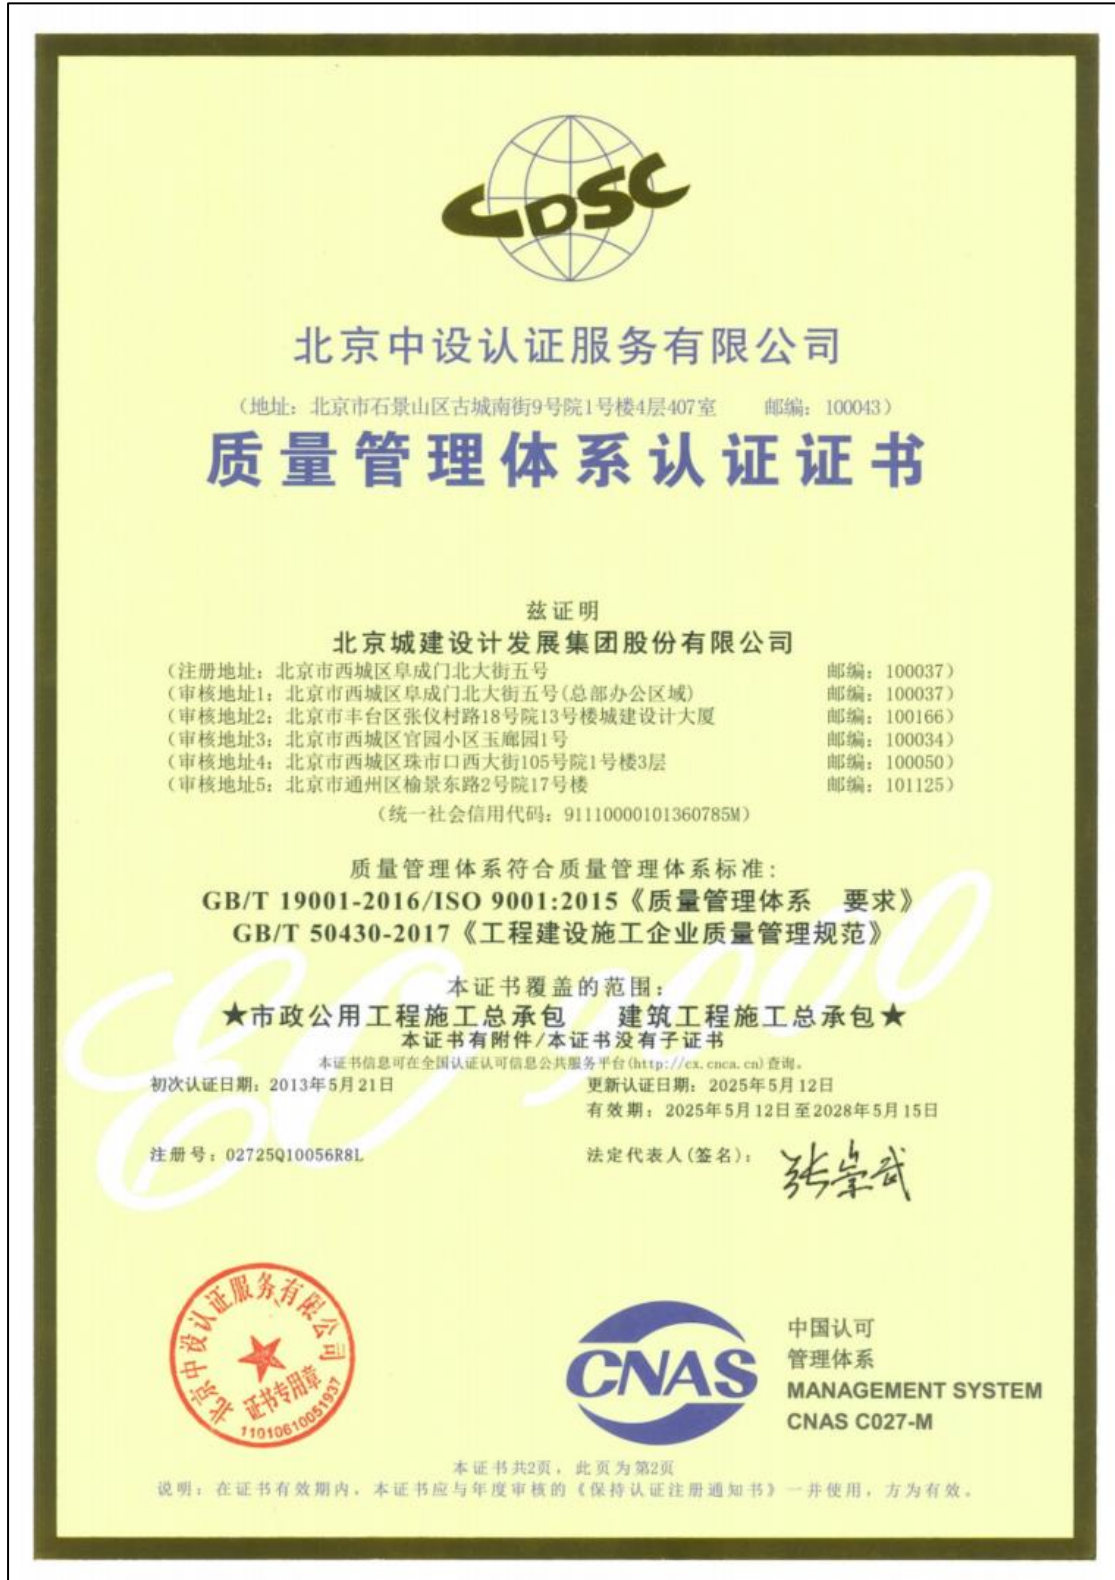 CDSC
北京中设认证服务有限公司
（地址：北京市石景山区古城南街9号院1号楼4层407室 邮编：100043）
质量管理体系认证证书
兹证明
北京城建设计发展集团股份有限公司
（注册地址：北京市西城区阜成门北大街五号 邮编：100037）
（审核地址1：北京市西城区阜成门北大街五号(总部办公区域) 邮编：100037）
（审核地址2：北京市丰台区张仪村路18号院13号楼城建设计大厦 邮编：100166）
（审核地址3：北京市西城区官园小区玉廊园1号 邮编：100034）
（审核地址4：北京市西城区珠市口西大街105号院1号楼3层 邮编：100050）
（审核地址5：北京市通州区榆景东路2号院17号楼 邮编：101125）
（统一社会信用代码：91110000101360785M）
质量管理体系符合质量管理体系标准：
GB/T 19001-2016/ISO 9001:2015《质量管理体系 要求》
GB/T 50430-2017《工程建设施工企业质量管理规范》
本证书覆盖的范围：
★市政公用工程施工总承包 建筑工程施工总承包★
本证书有附件/本证书没有子证书
本证书信息可在全国认证认可信息公共服务平台(http://cx.cnca.cn)查询。
初次认证日期：2013年5月21日 更新认证日期：2025年5月12日
有效期：2025年5月12日至2028年5月15日
注册号：02725Q10056R8L 法定代表人(签名)：张崇武
EC 9000
北京中设认证服务有限公司
证书专用章
11010610051937
CNAS
中国认可
管理体系
MANAGEMENT SYSTEM
CNAS C027-M
本证书共2页，此页为第2页
说明：在证书有效期内，本证书应与年度审核的《保持认证注册通知书》一并使用，方为有效。